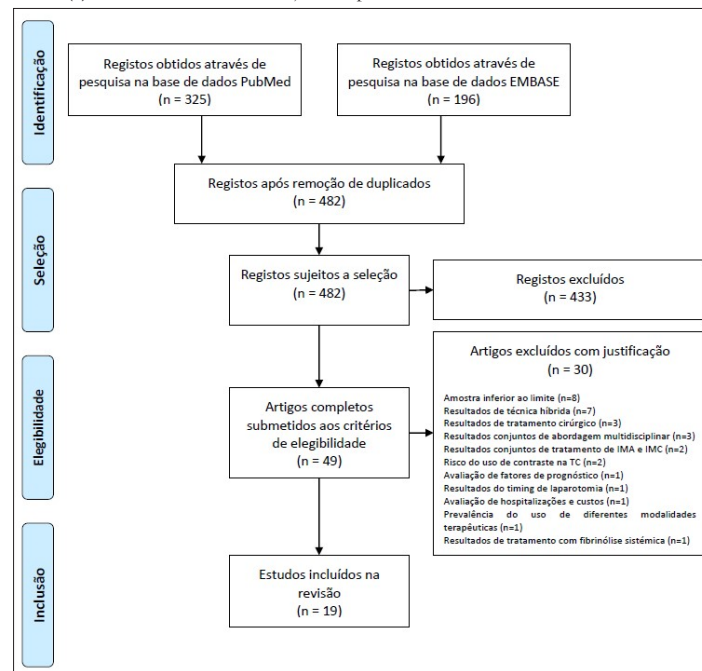 Identificação
Registos obtidos através de
pesquisa na base de dados PubMed
(n = 325)
Registos obtidos através de
pesquisa na base de dados EMBASE
(n = 196)
Registos após remoção de duplicados
(n = 482)
Seleção
Registos sujeitos a seleção
(n = 482)
Registos excluídos
(n = 433)
Elegibilidade
Artigos completos
submetidos aos critérios
de elegibilidade
(n = 49)
Artigos excluídos com justificação
(n = 30)
Amostra inferior ao limite (n=8)
Resultados de técnica híbrida (n=7)
Resultados de tratamento cirúrgico (n=3)
Resultados conjuntos de abordagem multidisciplinar (n=3)
Resultados conjuntos de tratamento de IMA e IMC (n=2)
Risco do uso de contraste na TC (n=2)
Avaliação de fatores de prognóstico (n=1)
Resultados do timing de laparotomia (n=1)
Avaliação de hospitalizações e custos (n=1)
Prevalência do uso de diferentes modalidades
terapêuticas (n=1)
Resultados de tratamento com fibrinólise sistémica (n=1)
Inclusão
Estudos incluídos na
revisão
(n = 19)